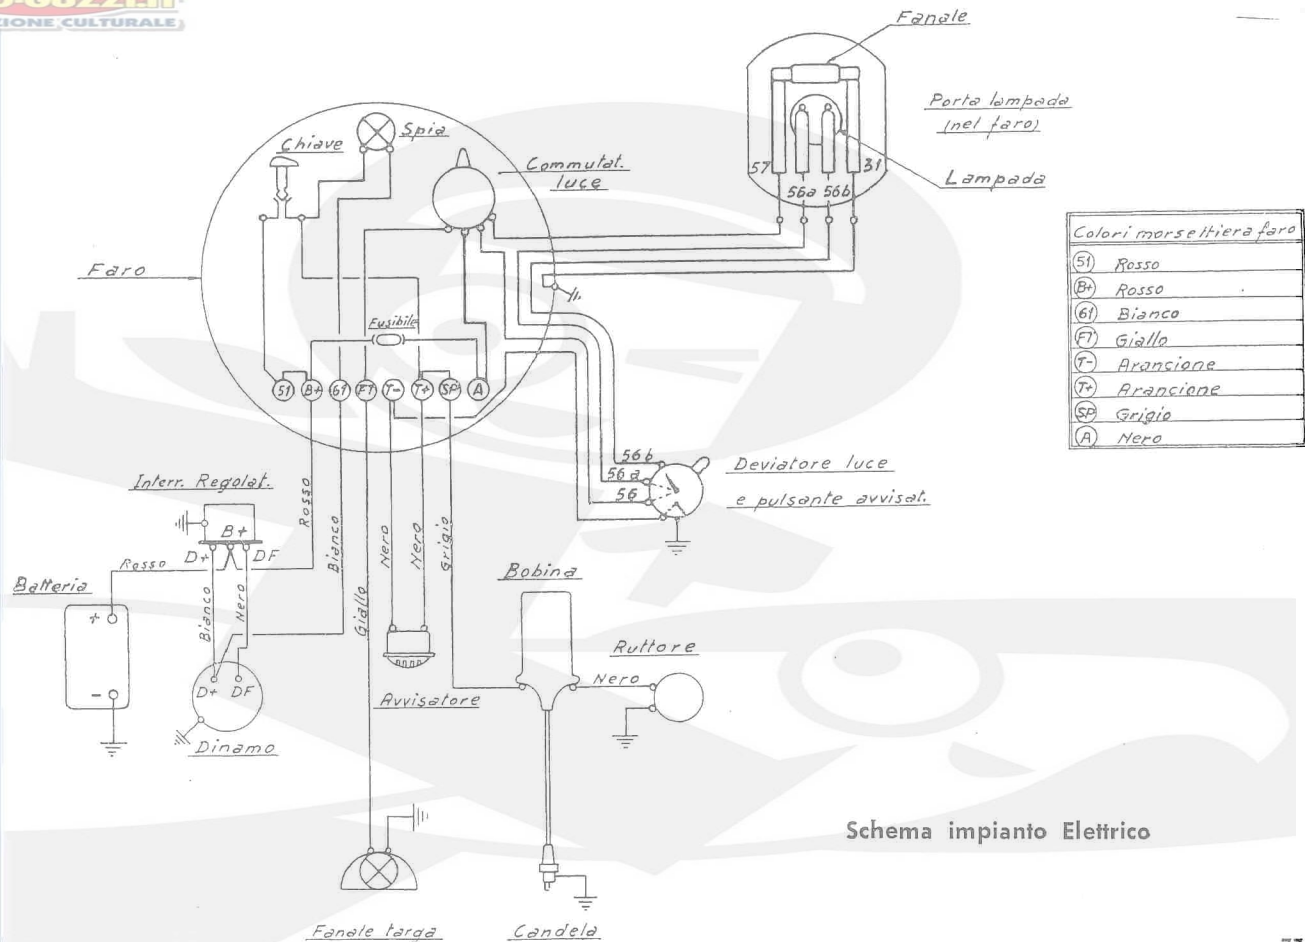 ZIONE CULTURALE
Fanale
Porta lampada
(nel faro)
Lampada
57
56a
56b
31
Chiave
Spia
Commutat.
luce
Faro
Fusibile
51
B+
61
FT
T-
T+
SP
A
Colori morsettiera faro
51 Rosso
B+ Rosso
61 Bianco
FT Giallo
T- Arancione
T+ Arancione
SP Grigio
A Nero
56b
56a
56
Deviatore luce
e pulsante avvisat.
Interr. Regolat.
B+
D+
DF
Rosso
Rosso
Bianco
Nero
Bianco
Giallo
Nero
Nero
Grigio
Batteria
+
-
D+
DF
Dinamo
Avvisatore
Bobina
Ruttore
Nero
Fanale targa
Candela
Schema impianto Elettrico